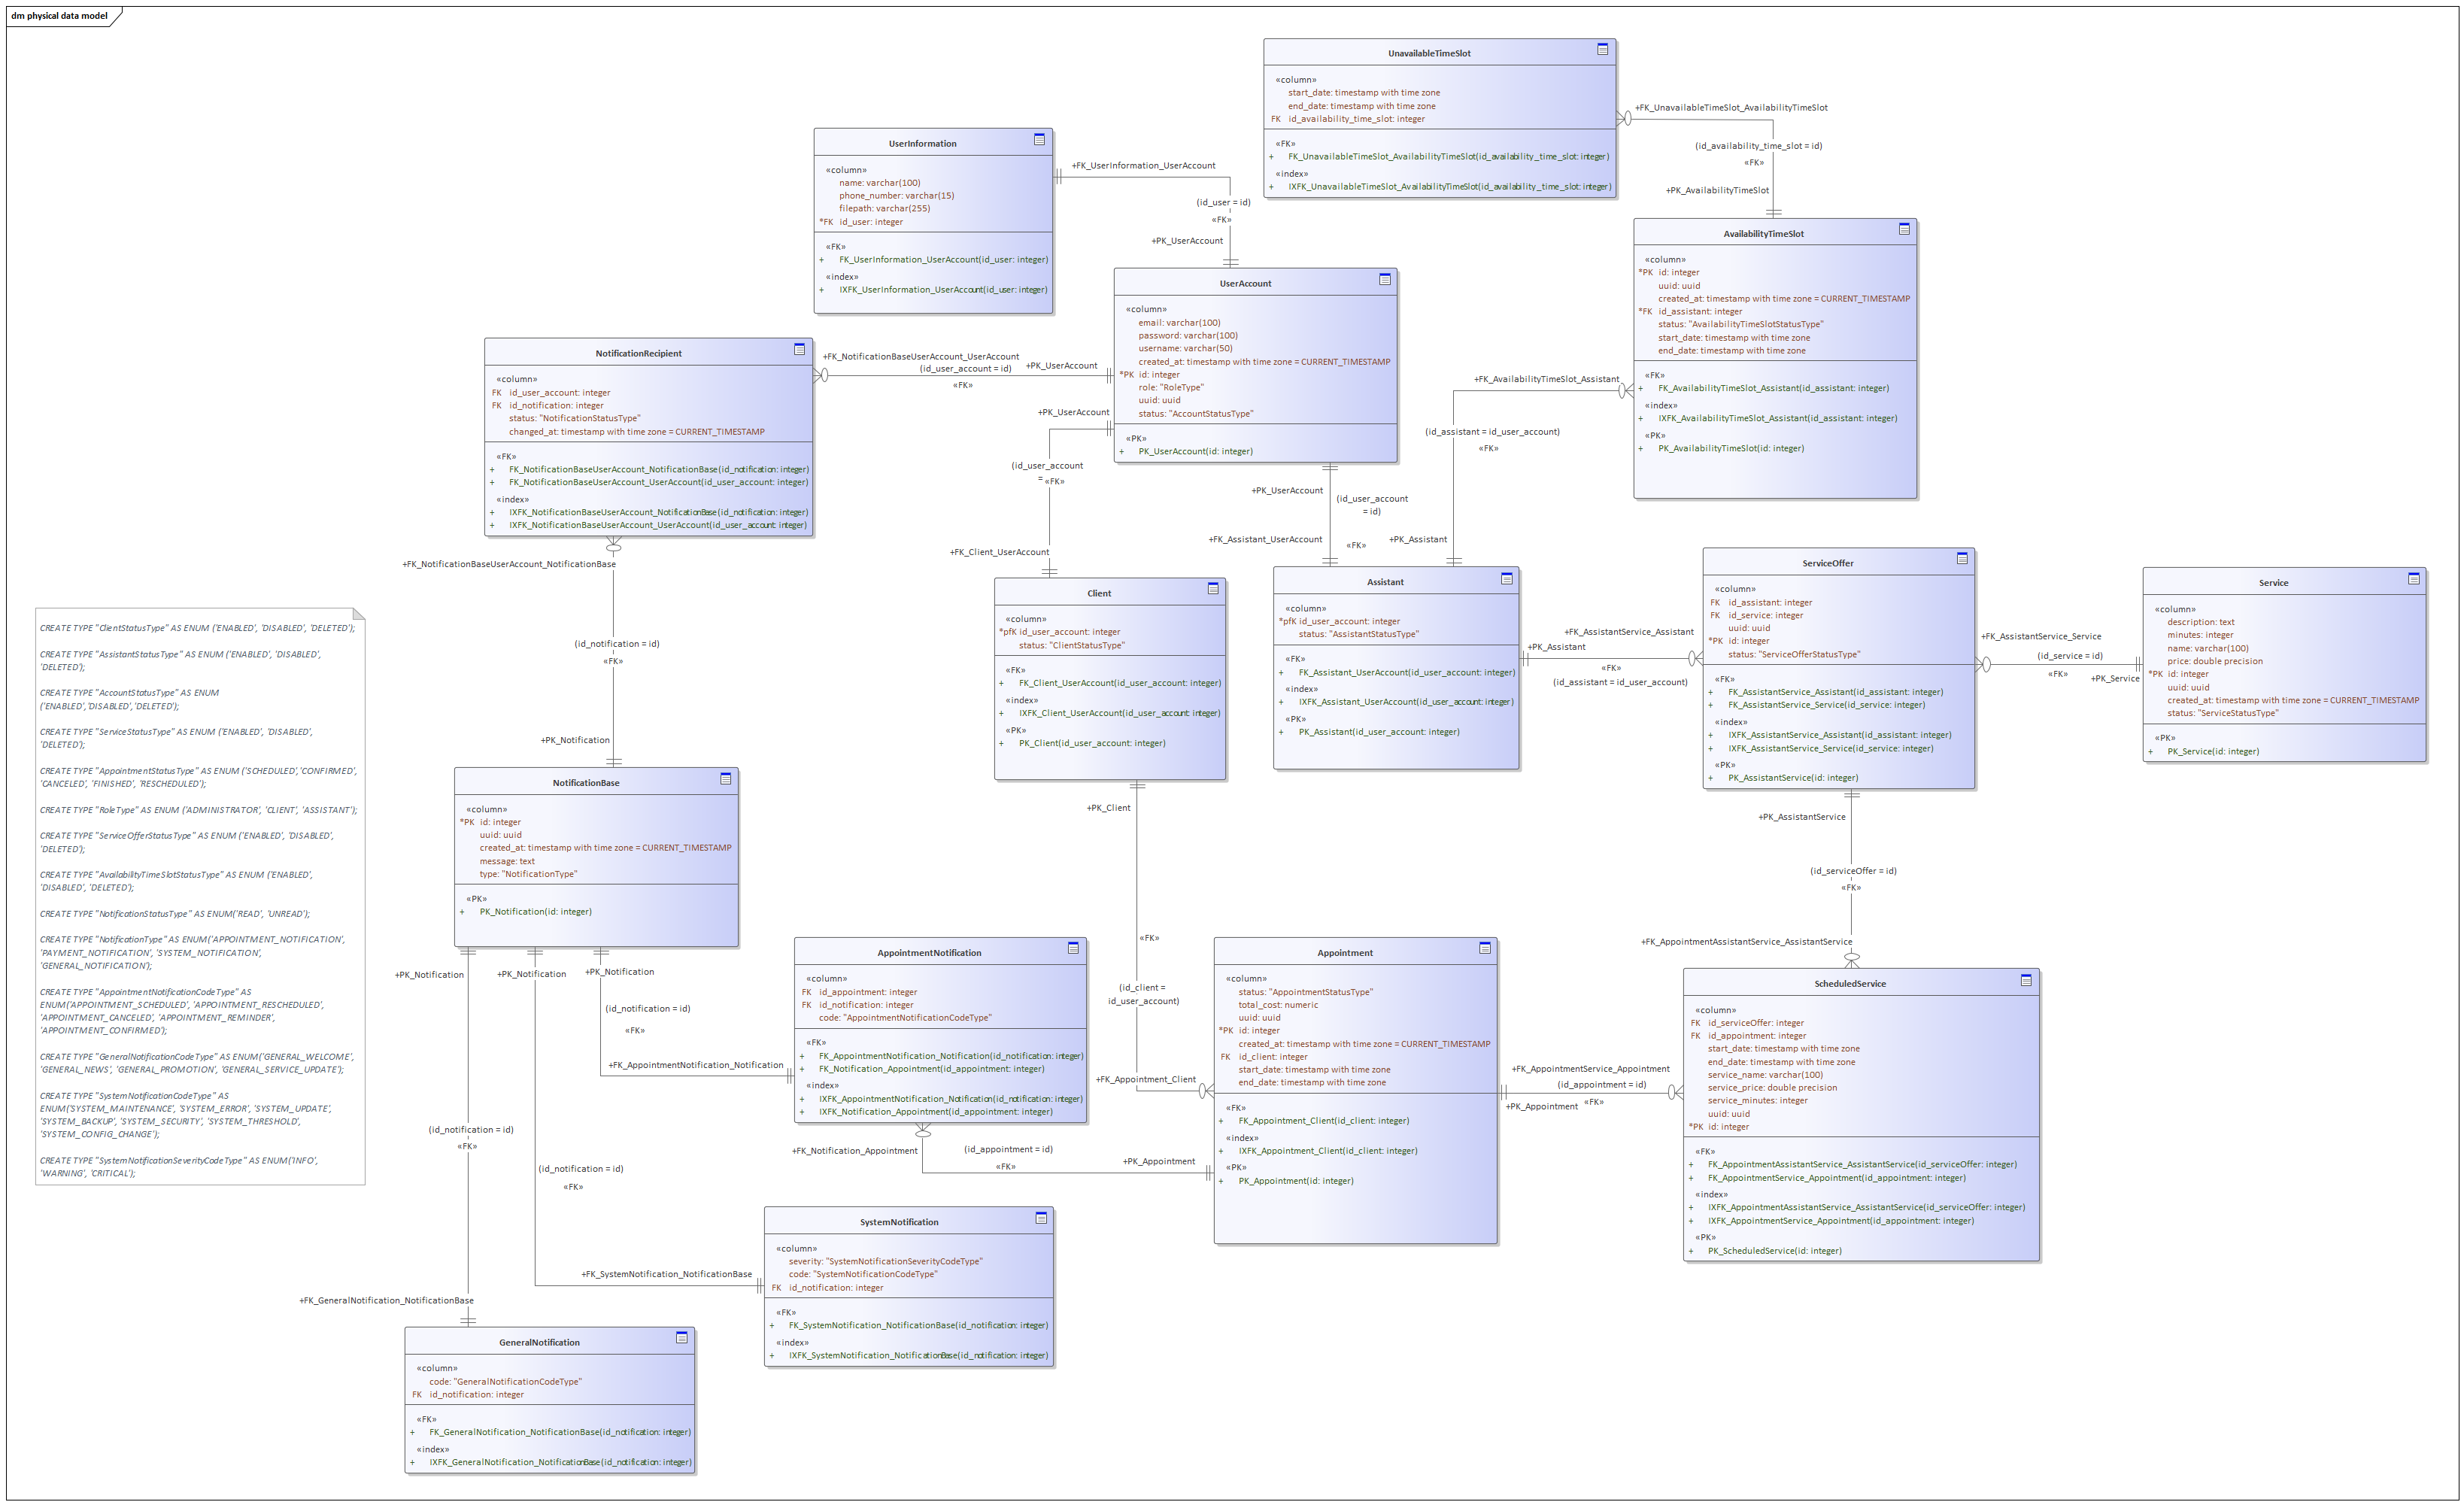 dm physical data model
UnavailableTimeSlot
«column»
start_date: timestamp with time zone
end_date: timestamp with time zone
FK id_availability_time_slot: integer
«FK»
+ FK_UnavailableTimeSlot_AvailabilityTimeSlot(id_availability_time_slot: integer)
«index»
+ IXFK_UnavailableTimeSlot_AvailabilityTimeSlot(id_availability_time_slot: integer)
+FK_UnavailableTimeSlot_AvailabilityTimeSlot
(id_availability_time_slot = id)
«FK»
+PK_AvailabilityTimeSlot
UserInformation
«column»
name: varchar(100)
phone_number: varchar(15)
filepath: varchar(255)
*FK id_user: integer
«FK»
+ FK_UserInformation_UserAccount(id_user: integer)
«index»
+ IXFK_UserInformation_UserAccount(id_user: integer)
+FK_UserInformation_UserAccount
(id_user = id)
«FK»
+PK_UserAccount
AvailabilityTimeSlot
«column»
*PK id: integer
uuid: uuid
created_at: timestamp with time zone = CURRENT_TIMESTAMP
*FK id_assistant: integer
status: "AvailabilityTimeSlotStatusType"
start_date: timestamp with time zone
end_date: timestamp with time zone
«FK»
+ FK_AvailabilityTimeSlot_Assistant(id_assistant: integer)
«index»
+ IXFK_AvailabilityTimeSlot_Assistant(id_assistant: integer)
«PK»
+ PK_AvailabilityTimeSlot(id: integer)
UserAccount
«column»
email: varchar(100)
password: varchar(100)
username: varchar(50)
created_at: timestamp with time zone = CURRENT_TIMESTAMP
*PK id: integer
role: "RoleType"
uuid: uuid
status: "AccountStatusType"
«PK»
+ PK_UserAccount(id: integer)
NotificationRecipient
«column»
FK id_user_account: integer
FK id_notification: integer
status: "NotificationStatusType"
changed_at: timestamp with time zone = CURRENT_TIMESTAMP
«FK»
+ FK_NotificationBaseUserAccount_NotificationBase(id_notification: integer)
+ FK_NotificationBaseUserAccount_UserAccount(id_user_account: integer)
«index»
+ IXFK_NotificationBaseUserAccount_NotificationBase(id_notification: integer)
+ IXFK_NotificationBaseUserAccount_UserAccount(id_user_account: integer)
+FK_NotificationBaseUserAccount_UserAccount
(id_user_account = id)
+PK_UserAccount
«FK»
+PK_UserAccount
(id_user_account
= «FK»
+FK_Client_UserAccount
+PK_UserAccount
(id_user_account
= id)
+FK_Assistant_UserAccount
«FK»
+FK_AvailabilityTimeSlot_Assistant
(id_assistant = id_user_account)
«FK»
+PK_Assistant
+FK_NotificationBaseUserAccount_NotificationBase
(id_notification = id)
«FK»
+PK_Notification
Client
«column»
*pfK id_user_account: integer
status: "ClientStatusType"
«FK»
+ FK_Client_UserAccount(id_user_account: integer)
«index»
+ IXFK_Client_UserAccount(id_user_account: integer)
«PK»
+ PK_Client(id_user_account: integer)
Assistant
«column»
*pfK id_user_account: integer
status: "AssistantStatusType"
«FK»
+ FK_Assistant_UserAccount(id_user_account: integer)
«index»
+ IXFK_Assistant_UserAccount(id_user_account: integer)
«PK»
+ PK_Assistant(id_user_account: integer)
+FK_AssistantService_Assistant
+PK_Assistant
«FK»
(id_assistant = id_user_account)
ServiceOffer
«column»
FK id_assistant: integer
FK id_service: integer
uuid: uuid
*PK id: integer
status: "ServiceOfferStatusType"
«FK»
+ FK_AssistantService_Assistant(id_assistant: integer)
+ FK_AssistantService_Service(id_service: integer)
«index»
+ IXFK_AssistantService_Assistant(id_assistant: integer)
+ IXFK_AssistantService_Service(id_service: integer)
«PK»
+ PK_AssistantService(id: integer)
+FK_AssistantService_Service
(id_service = id)
«FK»
+PK_Service
Service
«column»
description: text
minutes: integer
name: varchar(100)
price: double precision
*PK id: integer
uuid: uuid
created_at: timestamp with time zone = CURRENT_TIMESTAMP
status: "ServiceStatusType"
«PK»
+ PK_Service(id: integer)
CREATE TYPE "ClientStatusType" AS ENUM ('ENABLED', 'DISABLED', 'DELETED');
CREATE TYPE "AssistantStatusType" AS ENUM ('ENABLED', 'DISABLED',
'DELETED');
CREATE TYPE "AccountStatusType" AS ENUM
('ENABLED','DISABLED','DELETED');
CREATE TYPE "ServiceStatusType" AS ENUM ('ENABLED', 'DISABLED',
'DELETED');
CREATE TYPE "AppointmentStatusType" AS ENUM ('SCHEDULED','CONFIRMED',
'CANCELED', 'FINISHED', 'RESCHEDULED');
CREATE TYPE "RoleType" AS ENUM ('ADMINISTRATOR', 'CLIENT', 'ASSISTANT');
CREATE TYPE "ServiceOfferStatusType" AS ENUM ('ENABLED', 'DISABLED',
'DELETED');
CREATE TYPE "AvailabilityTimeSlotStatusType" AS ENUM ('ENABLED',
'DISABLED', 'DELETED');
CREATE TYPE "NotificationStatusType" AS ENUM('READ', 'UNREAD');
CREATE TYPE "NotificationType" AS ENUM('APPOINTMENT_NOTIFICATION',
'PAYMENT_NOTIFICATION', 'SYSTEM_NOTIFICATION',
'GENERAL_NOTIFICATION');
CREATE TYPE "AppointmentNotificationCodeType" AS
ENUM('APPOINTMENT_SCHEDULED', 'APPOINTMENT_RESCHEDULED',
'APPOINTMENT_CANCELED', 'APPOINTMENT_REMINDER',
'APPOINTMENT_CONFIRMED');
CREATE TYPE "GeneralNotificationCodeType" AS ENUM('GENERAL_WELCOME',
'GENERAL_NEWS', 'GENERAL_PROMOTION', 'GENERAL_SERVICE_UPDATE');
CREATE TYPE "SystemNotificationCodeType" AS
ENUM('SYSTEM_MAINTENANCE', 'SYSTEM_ERROR', 'SYSTEM_UPDATE',
'SYSTEM_BACKUP', 'SYSTEM_SECURITY', 'SYSTEM_THRESHOLD',
'SYSTEM_CONFIG_CHANGE');
CREATE TYPE "SystemNotificationSeverityCodeType" AS ENUM('INFO',
'WARNING', 'CRITICAL');
NotificationBase
«column»
*PK id: integer
uuid: uuid
created_at: timestamp with time zone = CURRENT_TIMESTAMP
message: text
type: "NotificationType"
«PK»
+ PK_Notification(id: integer)
+PK_Client
«FK»
(id_client =
id_user_account)
+FK_Appointment_Client
+PK_AssistantService
(id_serviceOffer = id)
«FK»
+FK_AppointmentAssistantService_AssistantService
+PK_Notification
+PK_Notification
+PK_Notification
(id_notification = id)
«FK»
+FK_AppointmentNotification_Notification
AppointmentNotification
«column»
FK id_appointment: integer
FK id_notification: integer
code: "AppointmentNotificationCodeType"
«FK»
+ FK_AppointmentNotification_Notification(id_notification: integer)
+ FK_Notification_Appointment(id_appointment: integer)
«index»
+ IXFK_AppointmentNotification_Notification(id_notification: integer)
+ IXFK_Notification_Appointment(id_appointment: integer)
+FK_Notification_Appointment
(id_appointment = id)
«FK»
+PK_Appointment
Appointment
«column»
status: "AppointmentStatusType"
total_cost: numeric
uuid: uuid
*PK id: integer
created_at: timestamp with time zone = CURRENT_TIMESTAMP
FK id_client: integer
start_date: timestamp with time zone
end_date: timestamp with time zone
«FK»
+ FK_Appointment_Client(id_client: integer)
«index»
+ IXFK_Appointment_Client(id_client: integer)
«PK»
+ PK_Appointment(id: integer)
+FK_AppointmentService_Appointment
(id_appointment = id)
«FK»
+PK_Appointment
ScheduledService
«column»
FK id_serviceOffer: integer
FK id_appointment: integer
start_date: timestamp with time zone
end_date: timestamp with time zone
service_name: varchar(100)
service_price: double precision
service_minutes: integer
uuid: uuid
*PK id: integer
«FK»
+ FK_AppointmentAssistantService_AssistantService(id_serviceOffer: integer)
+ FK_AppointmentService_Appointment(id_appointment: integer)
«index»
+ IXFK_AppointmentAssistantService_AssistantService(id_serviceOffer: integer)
+ IXFK_AppointmentService_Appointment(id_appointment: integer)
«PK»
+ PK_ScheduledService(id: integer)
(id_notification = id)
«FK»
(id_notification = id)
«FK»
+FK_SystemNotification_NotificationBase
+FK_GeneralNotification_NotificationBase
SystemNotification
«column»
severity: "SystemNotificationSeverityCodeType"
code: "SystemNotificationCodeType"
FK id_notification: integer
«FK»
+ FK_SystemNotification_NotificationBase(id_notification: integer)
«index»
+ IXFK_SystemNotification_NotificationBase(id_notification: integer)
GeneralNotification
«column»
code: "GeneralNotificationCodeType"
FK id_notification: integer
«FK»
+ FK_GeneralNotification_NotificationBase(id_notification: integer)
«index»
+ IXFK_GeneralNotification_NotificationBase(id_notification: integer)